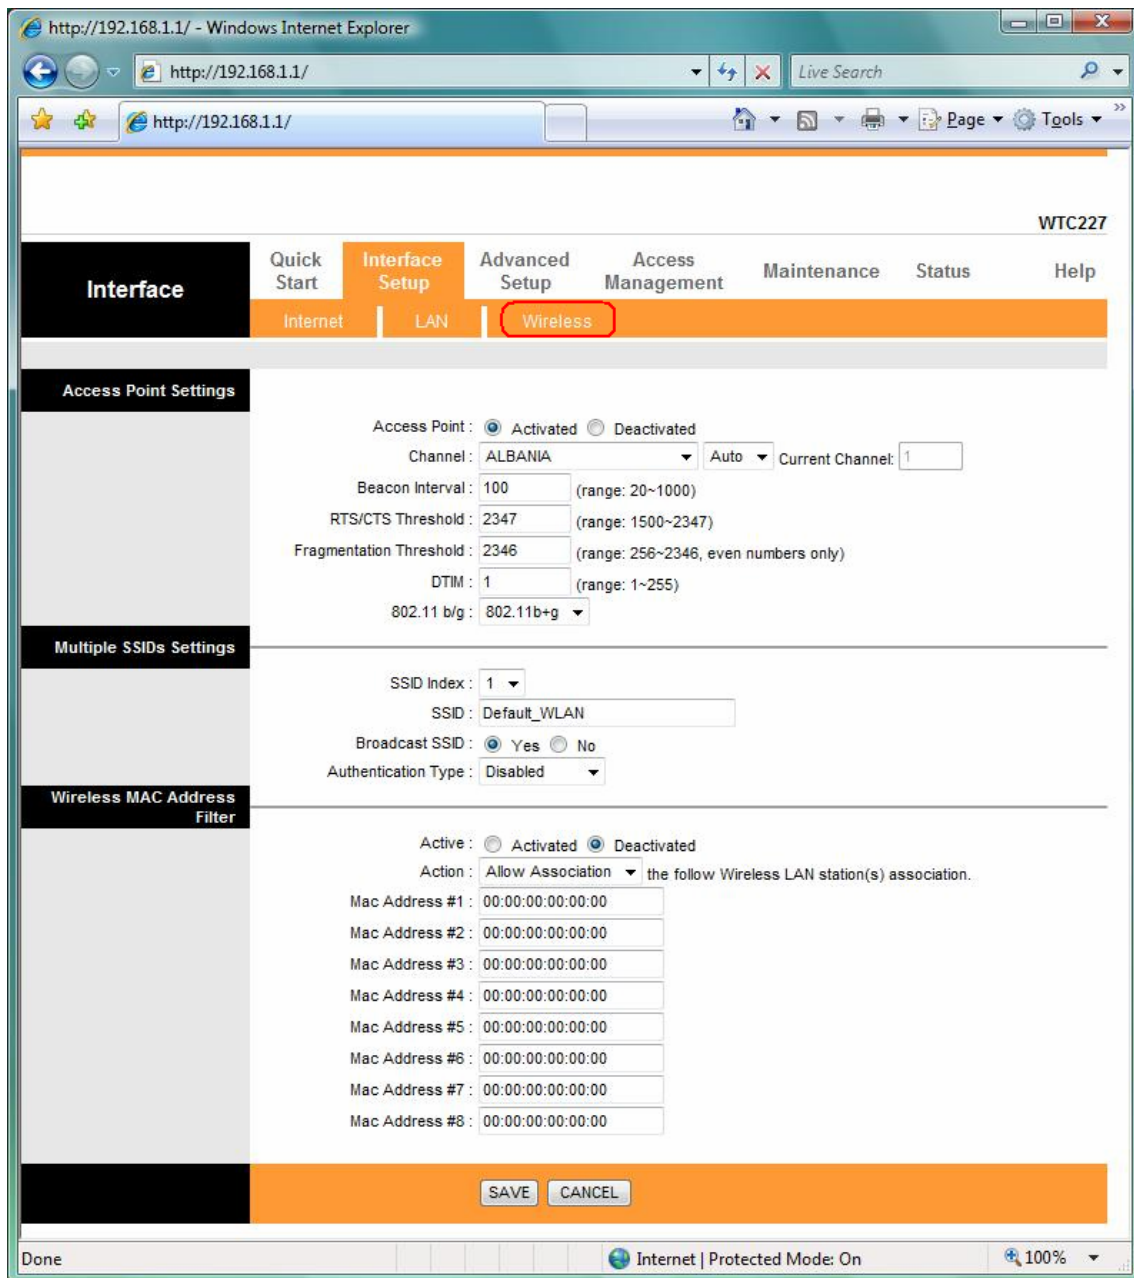 http://192.168.1.1/ - Windows Internet Explorer
http://192.168.1.1/ Live Search
http://192.168.1.1/ Page Tools
WTC227
Interface
Quick Start Interface Setup Advanced Setup Access Management Maintenance Status Help
Internet LAN Wireless
Access Point Settings
Access Point : Activated Deactivated
Channel : ALBANIA Auto Current Channel: 1
Beacon Interval : 100 (range: 20~1000)
RTS/CTS Threshold : 2347 (range: 1500~2347)
Fragmentation Threshold : 2346 (range: 256~2346, even numbers only)
DTIM : 1 (range: 1~255)
802.11 b/g : 802.11b+g
Multiple SSIDs Settings
SSID Index : 1
SSID : Default_WLAN
Broadcast SSID : Yes No
Authentication Type : Disabled
Wireless MAC Address Filter
Active : Activated Deactivated
Action : Allow Association the follow Wireless LAN station(s) association.
Mac Address #1 : 00:00:00:00:00:00
Mac Address #2 : 00:00:00:00:00:00
Mac Address #3 : 00:00:00:00:00:00
Mac Address #4 : 00:00:00:00:00:00
Mac Address #5 : 00:00:00:00:00:00
Mac Address #6 : 00:00:00:00:00:00
Mac Address #7 : 00:00:00:00:00:00
Mac Address #8 : 00:00:00:00:00:00
SAVE CANCEL
Done Internet | Protected Mode: On 100%